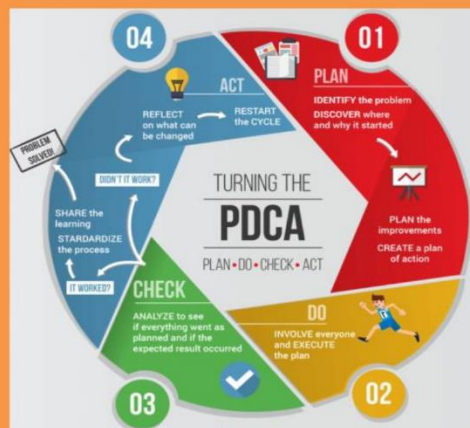 04
01
ACT
PLAN
REFLECT
on what can
be changed
RESTART
the CYCLE
IDENTIFY the problem
DISCOVER where
and why it started
PROBLEM
SOLVED!
DIDN'T IT WORK?
SHARE the
learning
STARDARDIZE
the process
IT WORKED?
TURNING THE
PDCA
PLAN•DO•CHECK•ACT
PLAN the
improvements
CREATE a plan
of action
CHECK
ANALYZE to see
if everything went as
planned and if the
expected result occurred
DO
INVOLVE everyone
and EXECUTE
the plan
03
02